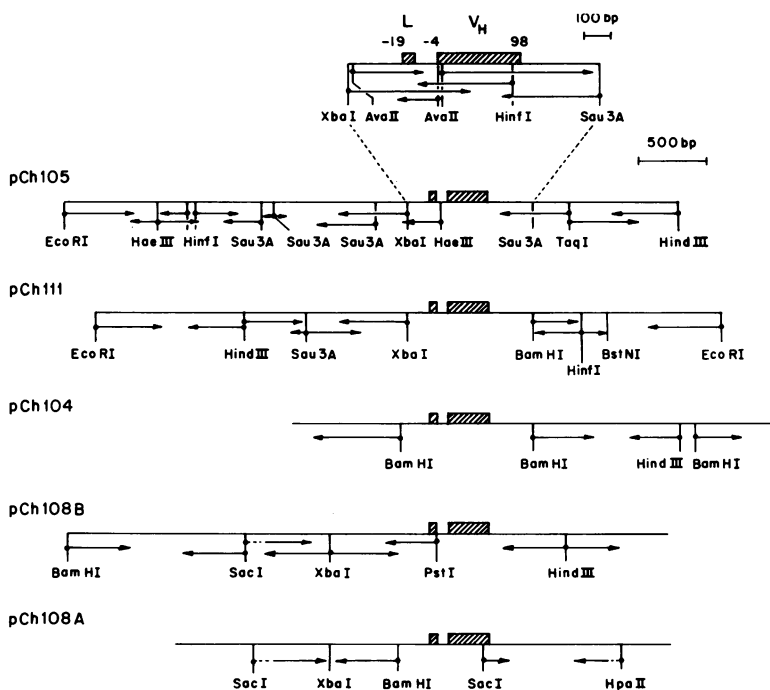 L V_H 100 bp
-19 -4 98
Xba I Ava II Ava II Hinf I Sau 3A
500 bp
pCh105
Eco RI Hae III Hinf I Sau 3A Sau 3A Sau 3A Xba I Hae III Sau 3A Taq I Hind III
pCh111
Eco RI Hind III Sau 3A Xba I Bam HI Hinf I BstNI Eco RI
pCh104
Bam HI Bam HI Hind III Bam HI
pCh108B
Bam HI Sac I Xba I Pst I Hind III
pCh108A
Sac I Xba I Bam HI Sac I Hpa II